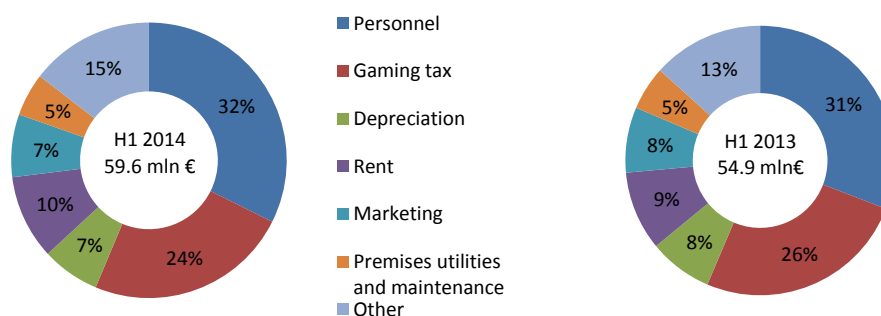 15%
32%
5%
7%
10%
7%
24%
H1 2014
59.6 mln €
Personnel
Gaming tax
Depreciation
Rent
Marketing
Premises utilities
and maintenance
Other
13%
31%
5%
8%
9%
8%
26%
H1 2013
54.9 mln€